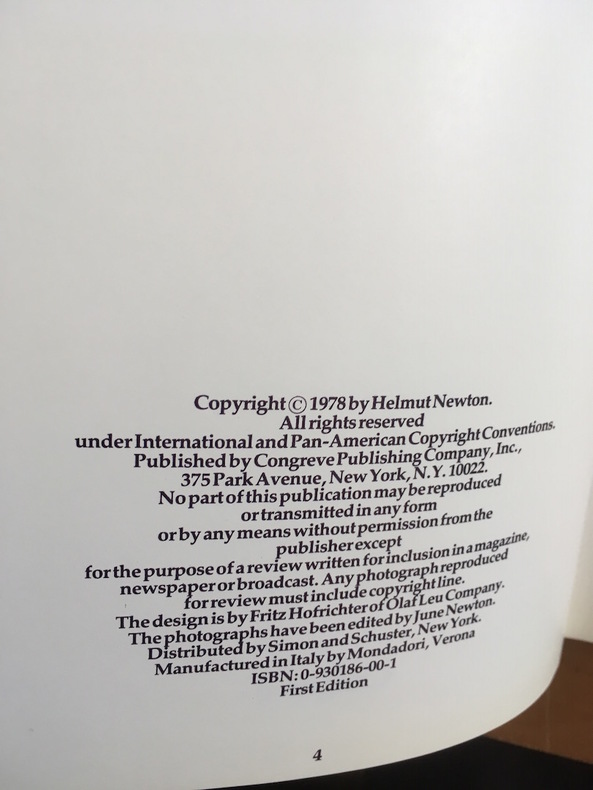 Copyright © 1978 by Helmut Newton.
All rights reserved
under International and Pan-American Copyright Conventions.
Published by Congreve Publishing Company, Inc.,
375 Park Avenue, New York, N.Y. 10022.
No part of this publication may be reproduced
or transmitted in any form
or by any means without permission from the
publisher except
for the purpose of a review written for inclusion in a magazine,
newspaper or broadcast. Any photograph reproduced
for review must include copyright line.
The design is by Fritz Hofrichter of Olaf Leu Company.
The photographs have been edited by June Newton.
Distributed by Simon and Schuster, New York.
Manufactured in Italy by Mondadori, Verona
ISBN: 0-930186-00-1
First Edition
4